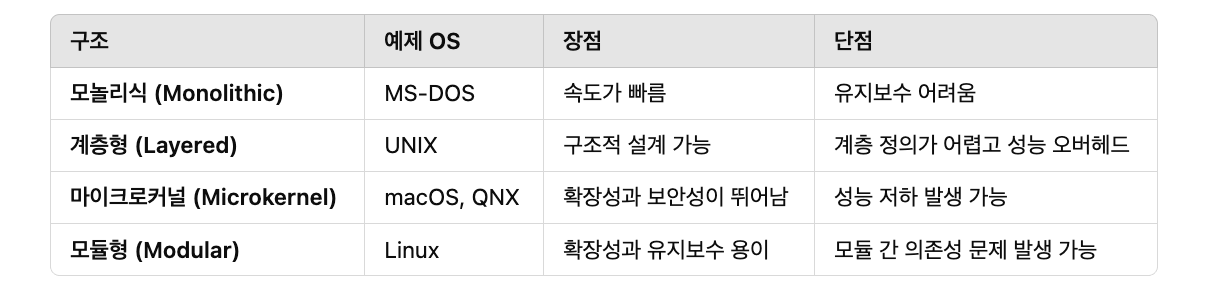 구조 예제 OS 장점 단점
모놀리식 (Monolithic) MS-DOS 속도가 빠름 유지보수 어려움
계층형 (Layered) UNIX 구조적 설계 가능 계층 정의가 어렵고 성능 오버헤드
마이크로커널 (Microkernel) macOS, QNX 확장성과 보안성이 뛰어남 성능 저하 발생 가능
모듈형 (Modular) Linux 확장성과 유지보수 용이 모듈 간 의존성 문제 발생 가능